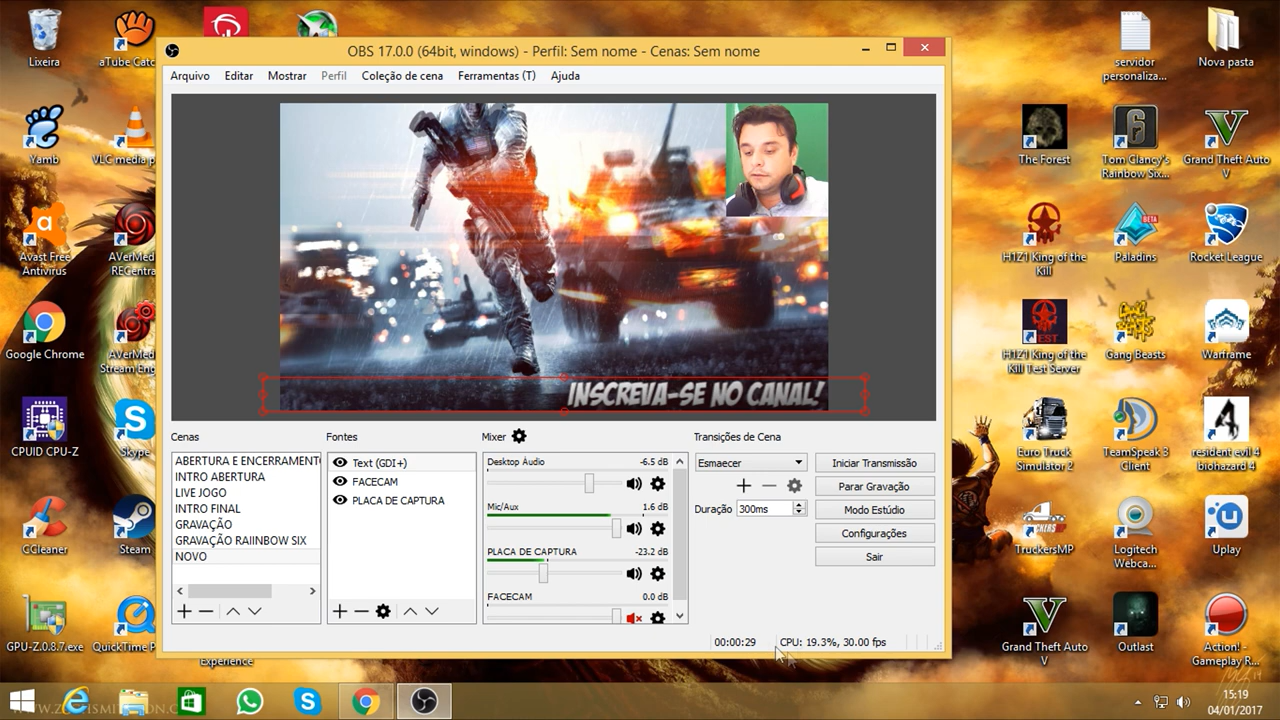 Lixeira
aTube Catc
Yamb
VLC media p
Avast Free
Antivirus
AVerMed
RECentra
Google Chrome
AVerMed
Stream Eng
CPUID CPU-Z
Skype
CCleaner
Steam
GPU-Z.0.8.7.exe
QuickTime P
Experience
OBS 17.0.0 (64bit, windows) - Perfil: Sem nome - Cenas: Sem nome
Arquivo Editar Mostrar Perfil Coleção de cena Ferramentas (T) Ajuda
INSCREVA-SE NO CANAL!
Cenas
ABERTURA E ENCERRAMENT
INTRO ABERTURA
LIVE JOGO
INTRO FINAL
GRAVAÇÃO
GRAVAÇÃO RAIINBOW SIX
NOVO
Fontes
Text (GDI+)
FACECAM
PLACA DE CAPTURA
Mixer
Desktop Áudio -6.5 dB
Mic/Aux 1.6 dB
PLACA DE CAPTURA -23.2 dB
FACECAM 0.0 dB
Transições de Cena
Esmaecer
Duração 300ms
Iniciar Transmissão
Parar Gravação
Modo Estúdio
Configurações
Sair
00:00:29 CPU: 19.3%, 30.00 fps
servidor
personaliza...
Nova pasta
The Forest
Tom Clancy's
Rainbow Six...
Grand Theft Auto
V
H1Z1 King of the
Kill
BETA
Paladins
Rocket League
TEST
H1Z1 King of the
Kill Test Server
Gang Beasts
Warframe
Euro Truck
Simulator 2
TeamSpeak 3
Client
resident evil 4
biohazard 4
TruckersMP
Logitech
Webca...
Uplay
Grand Theft Auto
V
Outlast
Action! -
Gameplay R...
15:19
04/01/2017